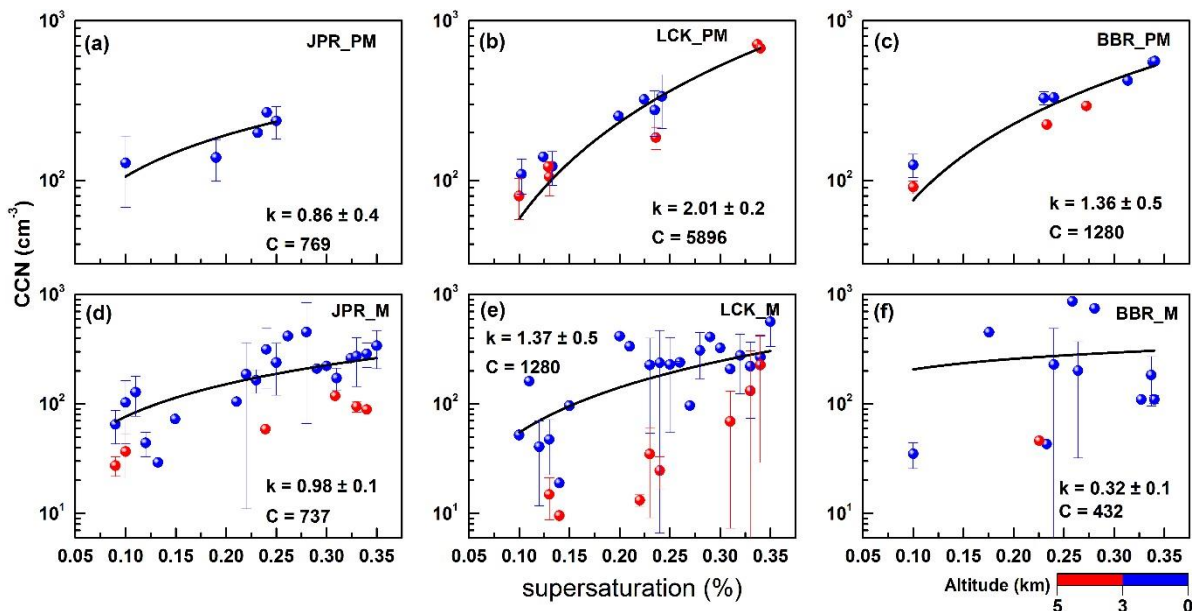 (a) JPR_PM
10³
10²
CCN (cm⁻³)
k = 0.86 ± 0.4
C = 769
(b) LCK_PM
10³
10²
k = 2.01 ± 0.2
C = 5896
(c) BBR_PM
10³
10²
k = 1.36 ± 0.5
C = 1280
(d) JPR_M
10³
10²
10¹
k = 0.98 ± 0.1
C = 737
0.05 0.10 0.15 0.20 0.25 0.30 0.35
(e) LCK_M
10³
10²
10¹
k = 1.37 ± 0.5
C = 1280
0.05 0.10 0.15 0.20 0.25 0.30 0.35
supersaturation (%)
(f) BBR_M
10³
10²
10¹
k = 0.32 ± 0.1
C = 432
0.05 0.10 0.15 0.20 0.25 0.30 0.35
Altitude (km)
5 3 0